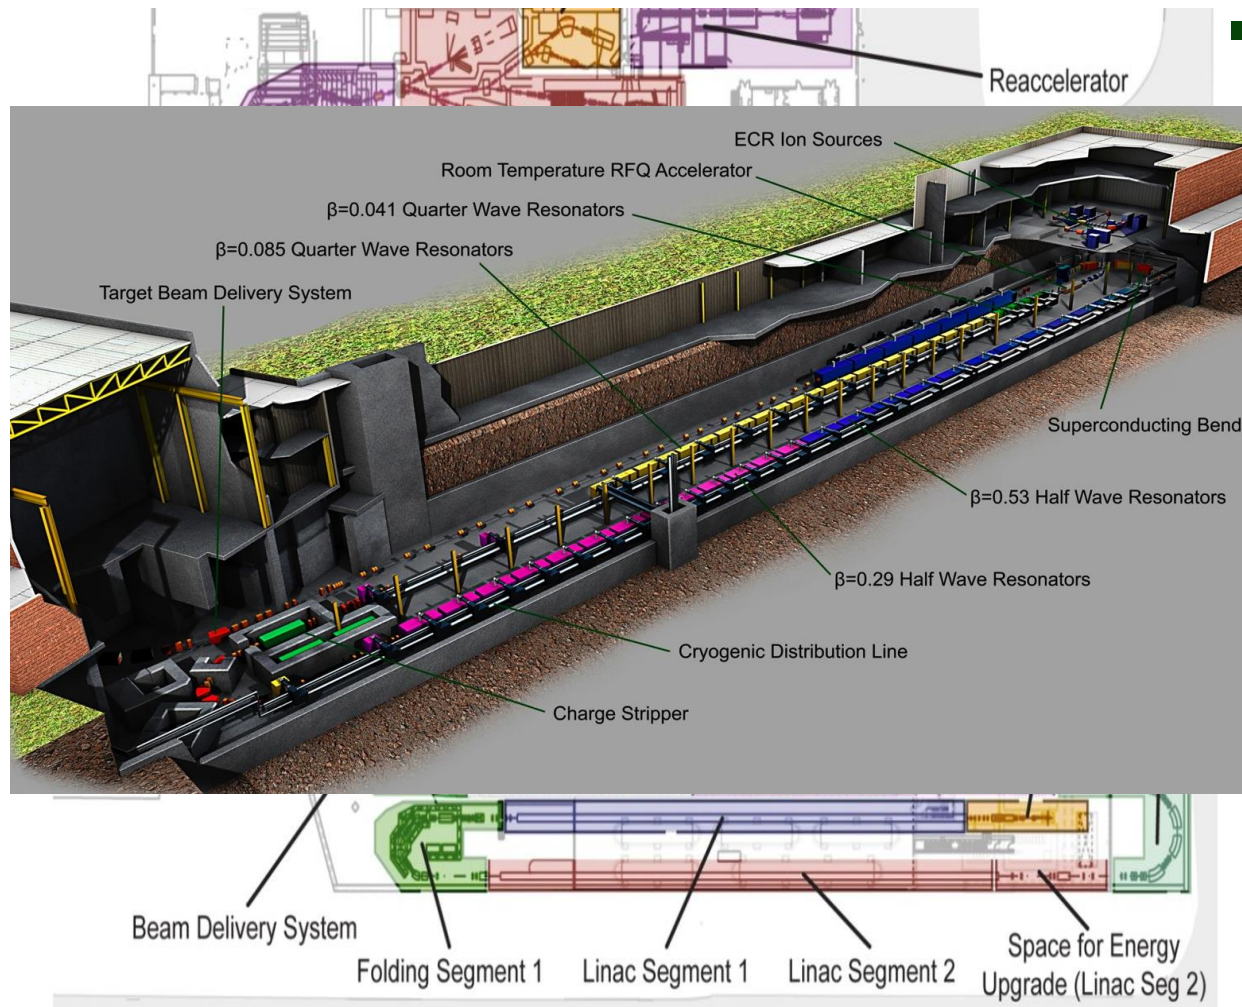 Reaccelerator
ECR Ion Sources
Room Temperature RFQ Accelerator
β=0.041 Quarter Wave Resonators
β=0.085 Quarter Wave Resonators
Target Beam Delivery System
Superconducting Bend
β=0.53 Half Wave Resonators
β=0.29 Half Wave Resonators
Cryogenic Distribution Line
Charge Stripper
Beam Delivery System
Folding Segment 1
Linac Segment 1
Linac Segment 2
Space for Energy
Upgrade (Linac Seg 2)